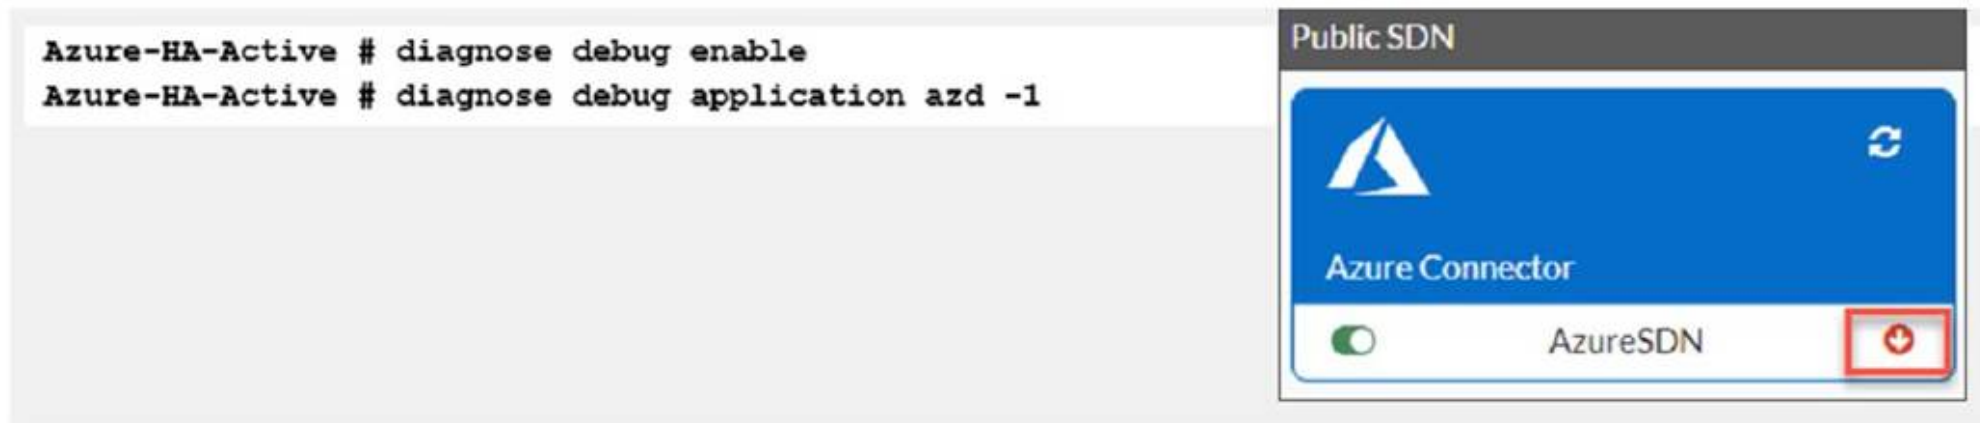 Azure-HA-Active # diagnose debug enable
Azure-HA-Active # diagnose debug application azd -1
Public SDN
Azure Connector
AzureSDN